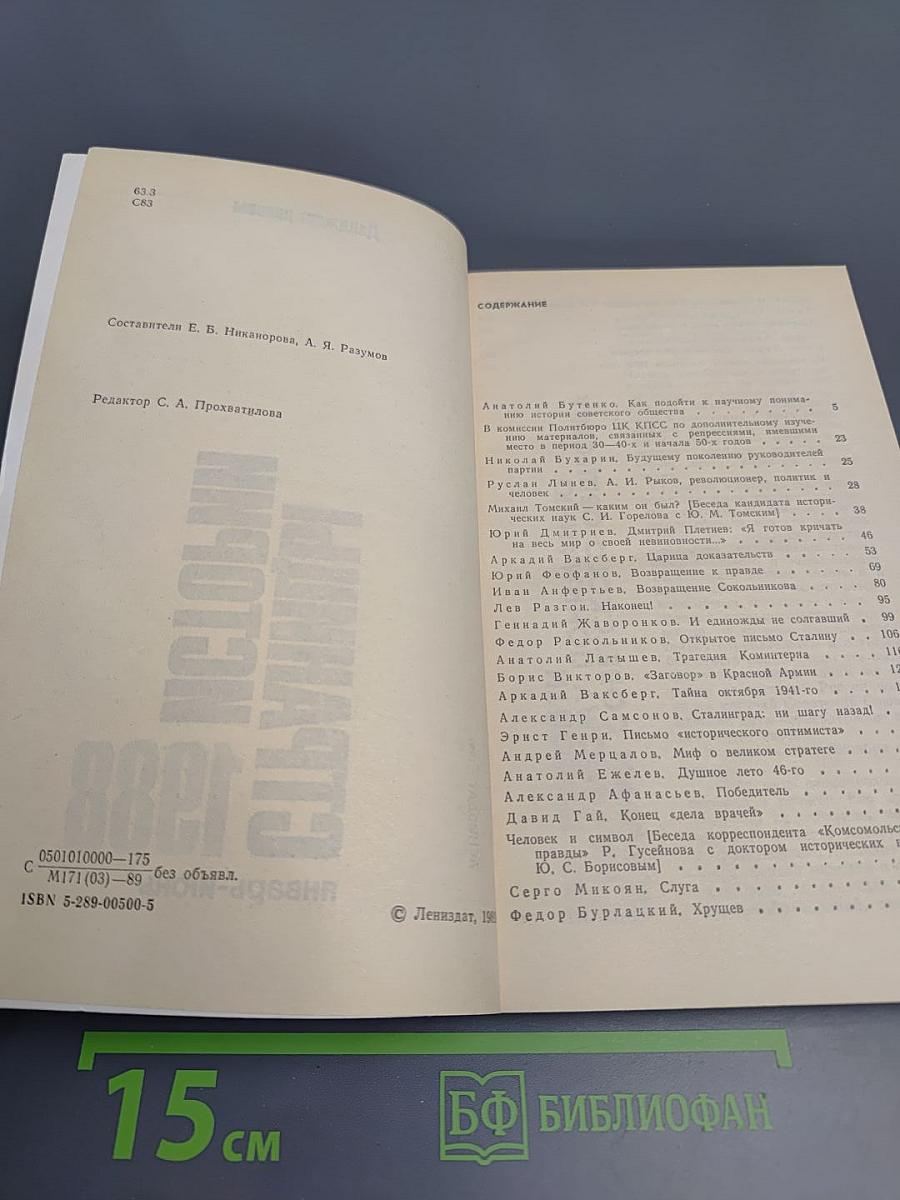 63.3
С83
Составители Е. Б. Никанорова, А. Я. Разумов
Редактор С. А. Прохватилова
С 0501010000—175
М171(03)—89 без объявл.
ISBN 5-289-00500-5
© Лениздат, 198
СОДЕРЖАНИЕ
Анатолий Бутенко. Как подойти к научному понима-
нию истории советского общества . . . . . . . . . 5
В комиссии Политбюро ЦК КПСС по дополнительному изуче-
нию материалов, связанных с репрессиями, имевшими
место в период 30—40-х и начала 50-х годов . . . . . 23
Николай Бухарин. Будущему поколению руководителей
партии . . . . . . . . . . . . . . . . . . 25
Руслан Лынев. А. И. Рыков, революционер, политик и
человек . . . . . . . . . . . . . . . . . . 28
Михаил Томский — каким он был? [Беседа кандидата истори-
ческих наук С. И. Горелова с Ю. М. Томским] . . . . 38
Юрий Дмитриев. Дмитрий Плетнев: «Я готов кричать
на весь мир о своей невиновности...» . . . . . . . . 46
Аркадий Ваксберг. Царица доказательств . . . . . 53
Юрий Феофанов. Возвращение к правде . . . . . 69
Иван Анфертьев. Возвращение Сокольникова . . . . 80
Лев Разгон. Наконец! . . . . . . . . . . . . 95
Геннадий Жаворонков. И единожды не солгавший . 99
Федор Раскольников. Открытое письмо Сталину . . 106
Анатолий Латышев. Трагедия Коминтерна . . . . 116
Борис Викторов. «Заговор» в Красной Армии . . . . 12
Аркадий Ваксберг. Тайна октября 1941-го . . . . 1
Александр Самсонов. Сталинград: ни шагу назад! .
Эрнст Генри. Письмо «исторического оптимиста» . . .
Андрей Мерцалов. Миф о великом стратеге . . . .
Анатолий Ежелев. Душное лето 46-го . . . . .
Александр Афанасьев. Победитель . . . . . .
Давид Гай. Конец «дела врачей» . . . . . . . .
Человек и символ [Беседа корреспондента «Комсомольс
правды» Р. Гусейнова с доктором исторических н
Ю. С. Борисовым] . . . . . . . . . . . .
Серго Микоян. Слуга . . . . . . . . . . .
Федор Бурлацкий. Хрущев . . . . . . . . .
15 см
БФ БИБЛИОФАН